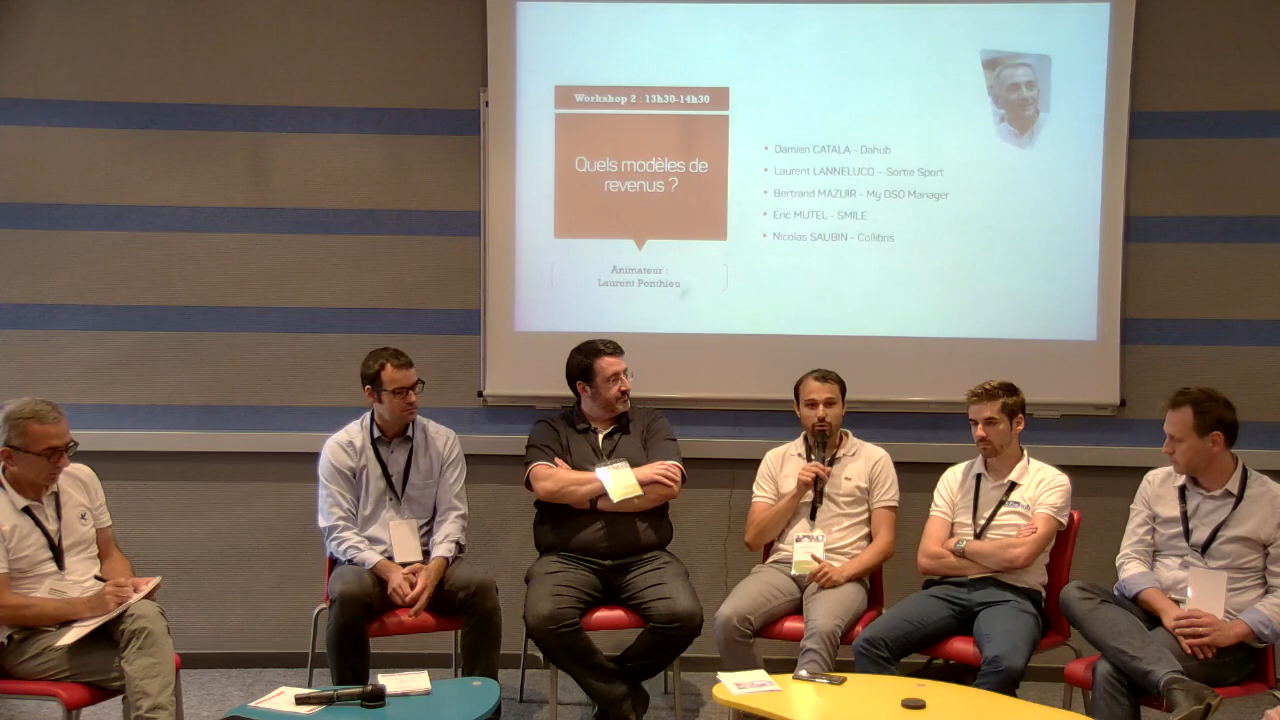 Workshop 2 : 13h30-14h30
Quels modèles de
revenus ?
Animateur :
Laurent Ponthieu
• Damien CATALA - Dahub
• Laurent LANNELUCQ - Some Sport
• Bertrand MAZUIR - My DSO Manager
• Eric MUTEL - SMILE
• Nicolas SAUBIN - Collibris